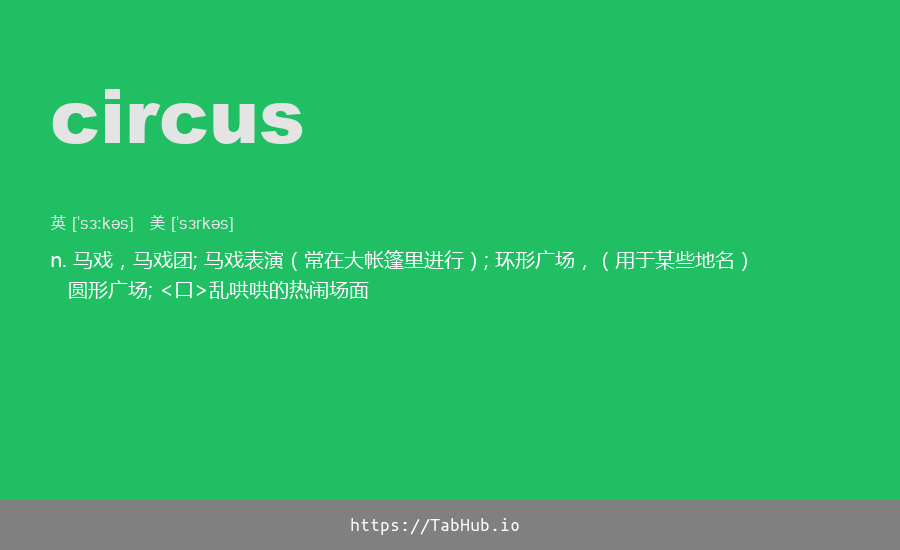 circus
英 [ˈsɜːkəs] 美 [ˈsɜrkəs]
n. 马戏，马戏团; 马戏表演（常在大帐篷里进行）; 环形广场，（用于某些地名）
圆形广场; <口>乱哄哄的热闹场面
https://TabHub.io